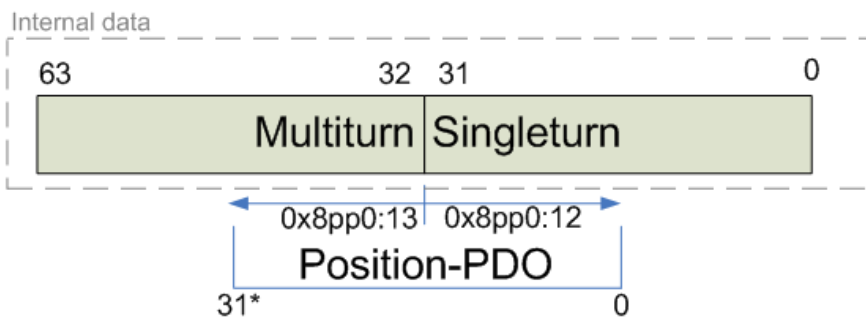 Internal data
63 32 31 0
Multiturn Singleturn
0x8pp0:13 0x8pp0:12
Position-PDO
31* 0